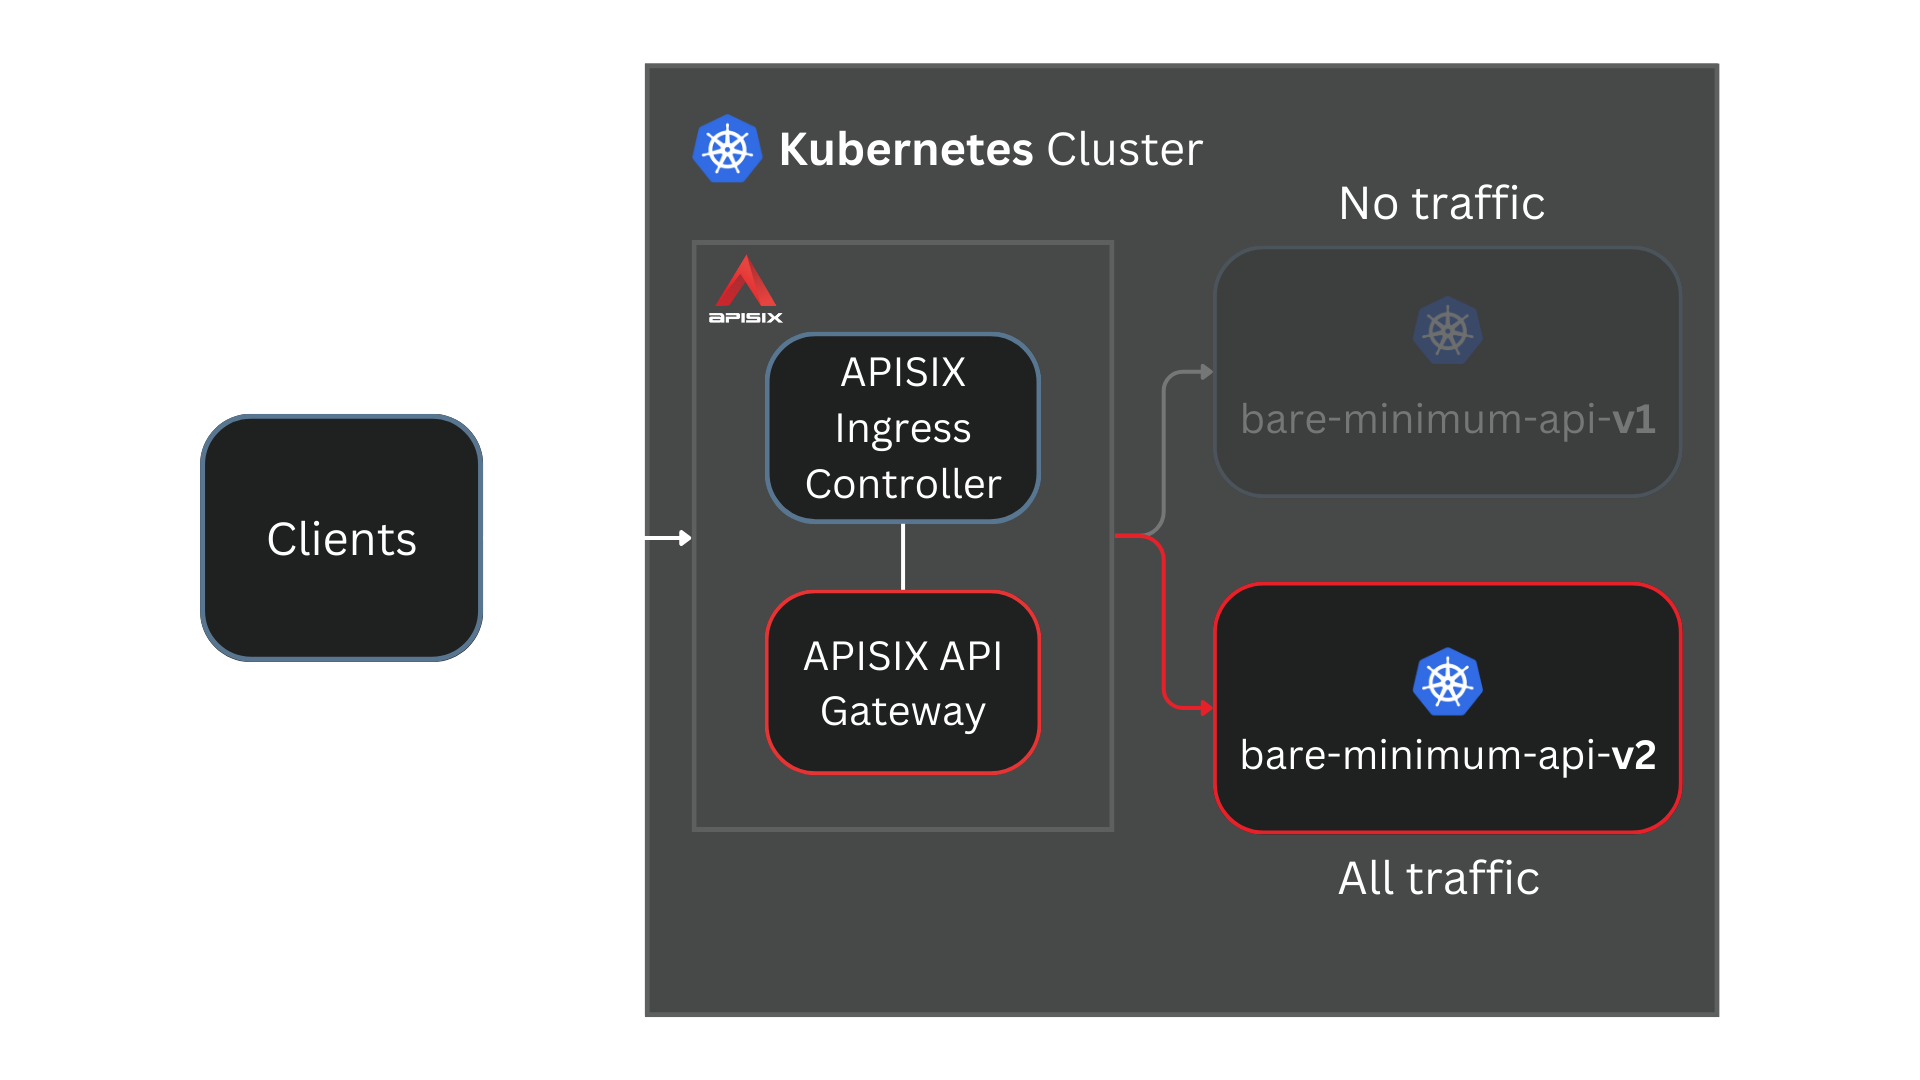 Kubernetes Cluster
No traffic
APISIX
APISIX
Ingress
Controller
bare-minimum-api-v1
Clients
APISIX API
Gateway
bare-minimum-api-v2
All traffic